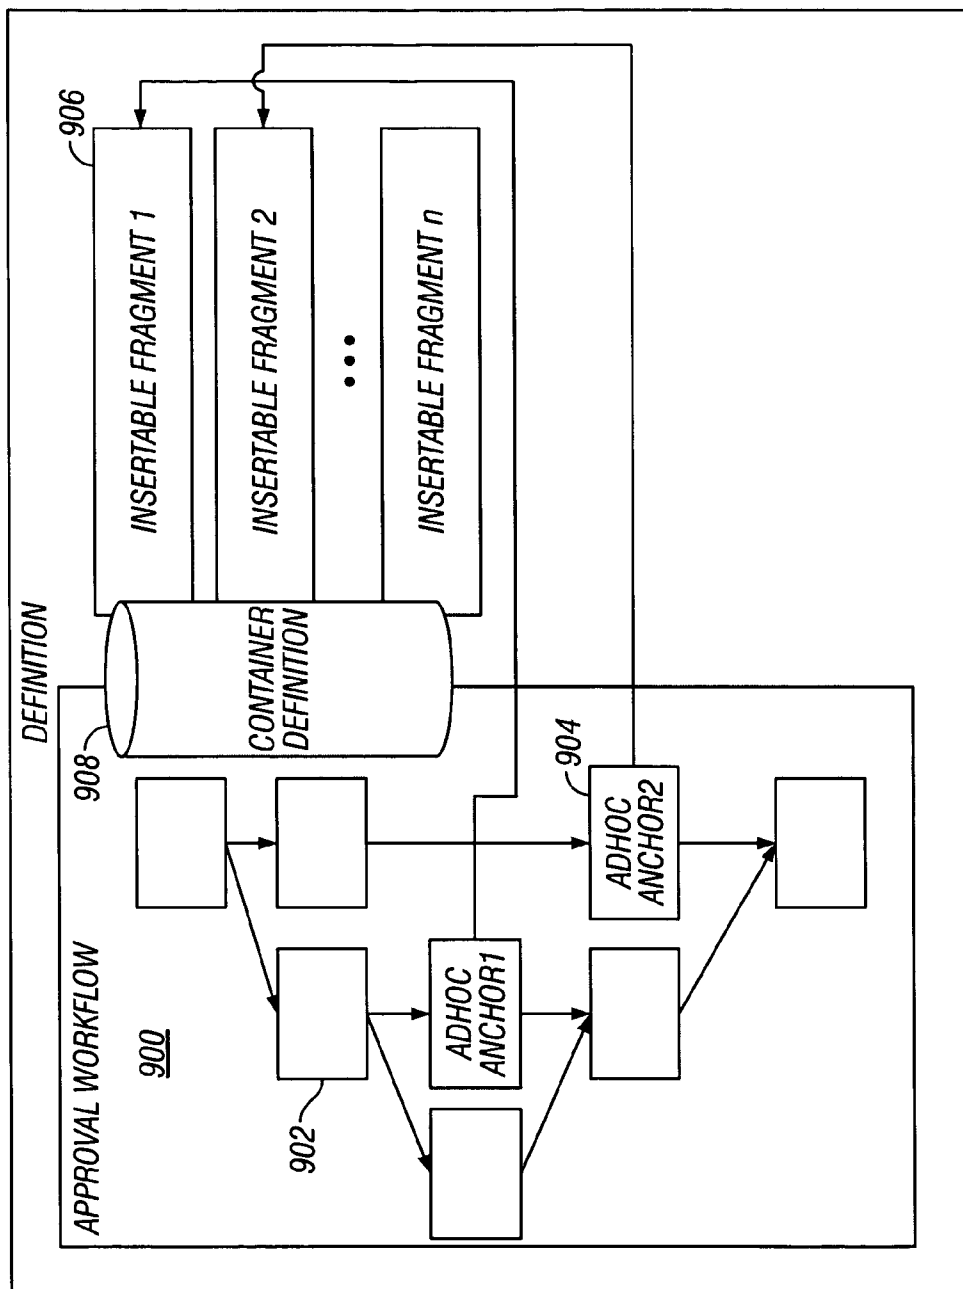 DEFINITION
APPROVAL WORKFLOW
900
902
ADHOC
ANCHOR1
904
ADHOC
ANCHOR2
908
CONTAINER
DEFINITION
906
INSERTABLE FRAGMENT 1
INSERTABLE FRAGMENT 2
•••
INSERTABLE FRAGMENT n